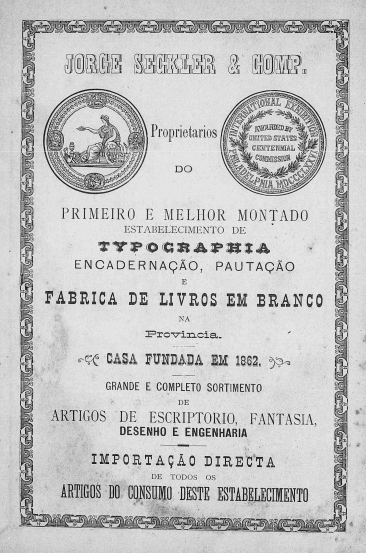 JORGE SECKLER & COMP.
Proprietarios
INTERNATIONAL EXHIBITION
PHILADELPHIA MDCCCLXXVI
AWARDED BY
UNITED STATES
CENTENNIAL
COMMISSION
DO
PRIMEIRO E MELHOR MONTADO
ESTABELECIMENTO DE
TYPOGRAPHIA
ENCADERNAÇÃO, PAUTAÇÃO
E
FABRICA DE LIVROS EM BRANCO
NA
Provincia.
CASA FUNDADA EM 1862.
GRANDE E COMPLETO SORTIMENTO
DE
ARTIGOS DE ESCRIPTORIO, FANTASIA,
DESENHO E ENGENHARIA
IMPORTAÇÃO DIRECTA
DE TODOS OS
ARTIGOS DO CONSUMO DESTE ESTABELECIMENTO